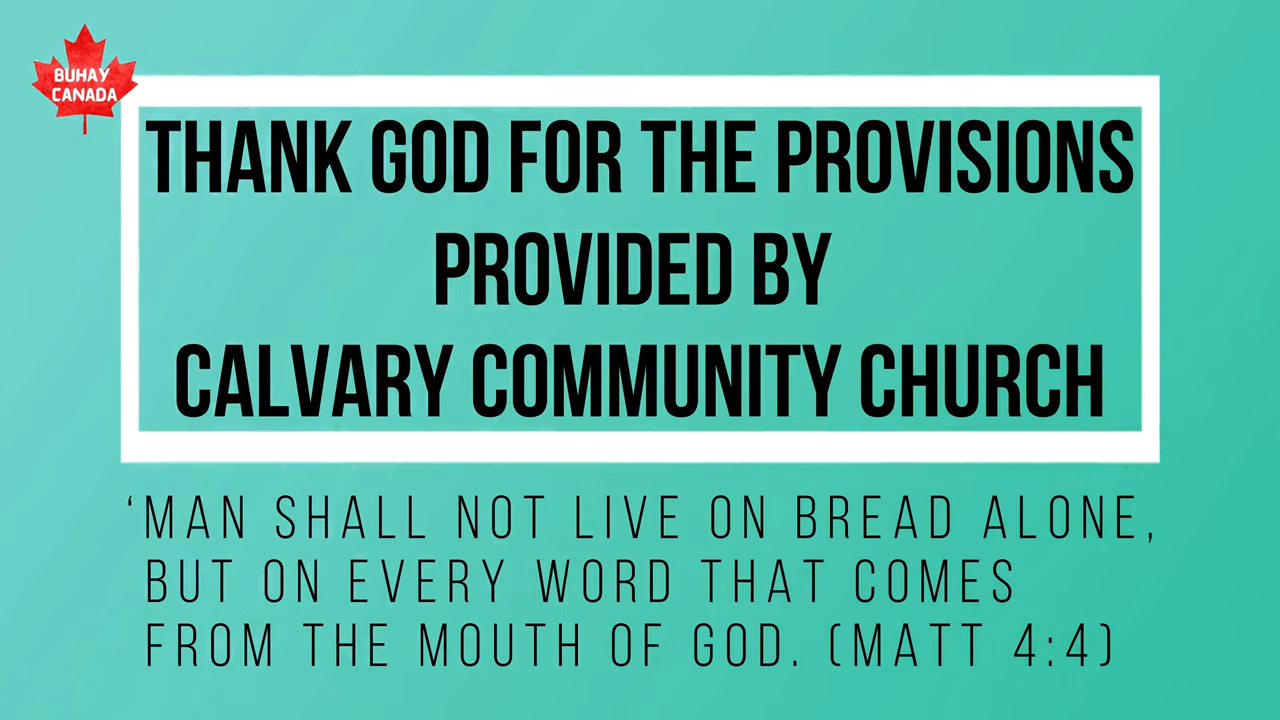 BUHAY
CANADA
THANK GOD FOR THE PROVISIONS
PROVIDED BY
CALVARY COMMUNITY CHURCH
‘MAN SHALL NOT LIVE ON BREAD ALONE,
BUT ON EVERY WORD THAT COMES
FROM THE MOUTH OF GOD. (MATT 4:4)